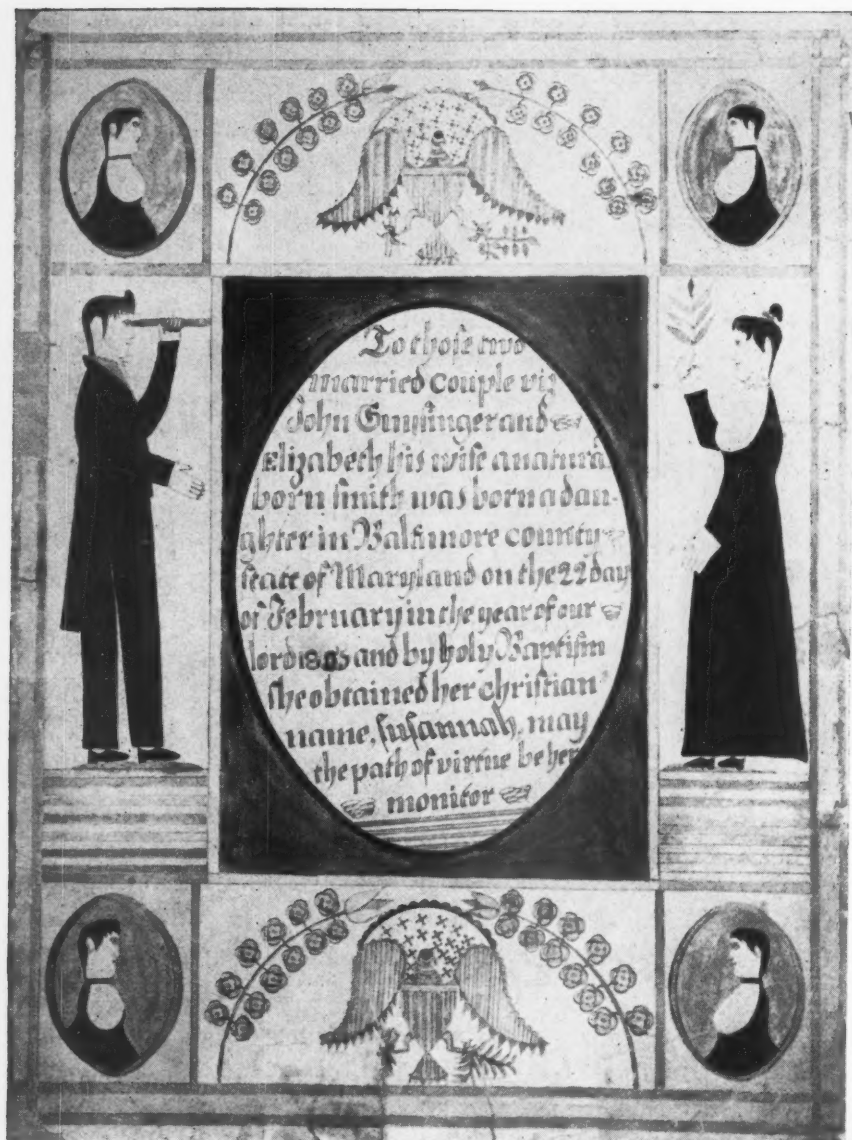 To those two
married couple viz
John Gunsinger and
Elizabeth his wife a natural
born smith was born a dau-
ghter in Baltimore county
state of Maryland on the 22 day
of February in the year of our
lord 1803 and by holy Baptism
she obtained her christian
name, susannah, may
the path of virtue be her
monitor